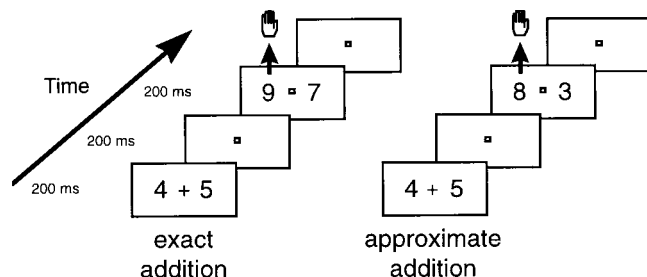 Time
200 ms
200 ms
200 ms
9 7
4 + 5
exact
addition
8 3
4 + 5
approximate
addition